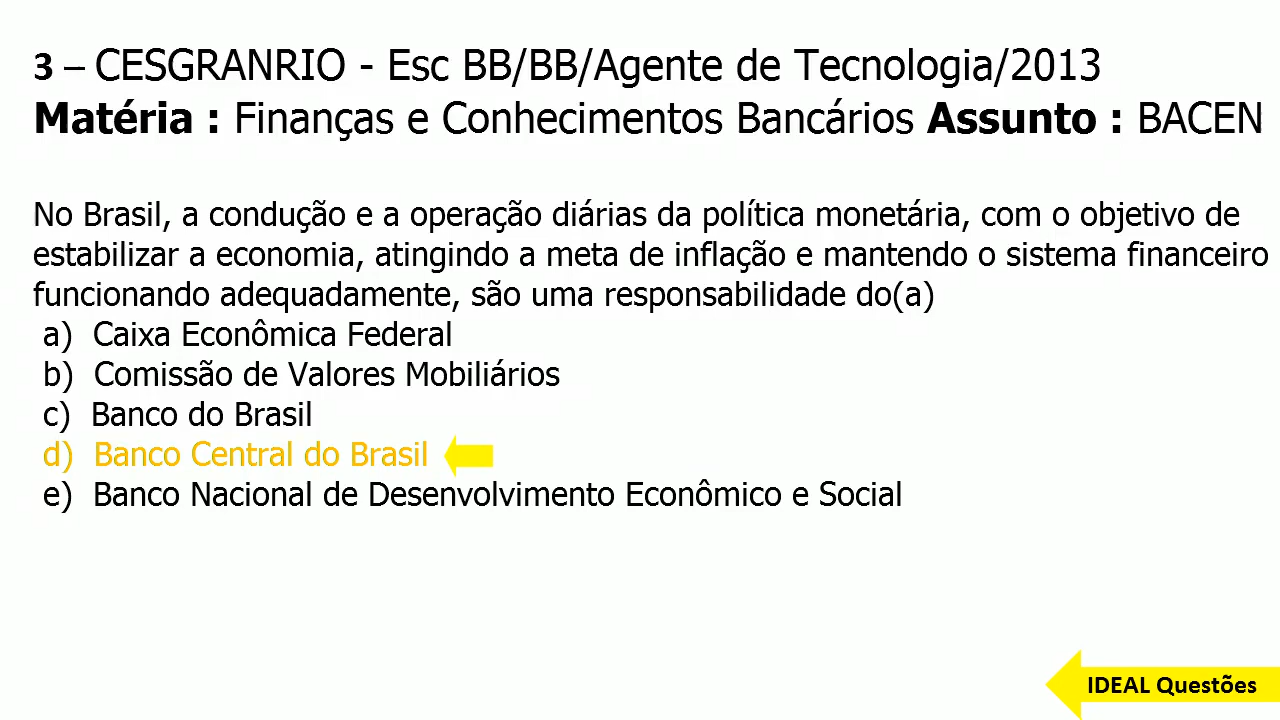 3 – CESGRANRIO - Esc BB/BB/Agente de Tecnologia/2013
Matéria : Finanças e Conhecimentos Bancários Assunto : BACEN
No Brasil, a condução e a operação diárias da política monetária, com o objetivo de
estabilizar a economia, atingindo a meta de inflação e mantendo o sistema financeiro
funcionando adequadamente, são uma responsabilidade do(a)
a) Caixa Econômica Federal
b) Comissão de Valores Mobiliários
c) Banco do Brasil
d) Banco Central do Brasil
e) Banco Nacional de Desenvolvimento Econômico e Social
IDEAL Questões